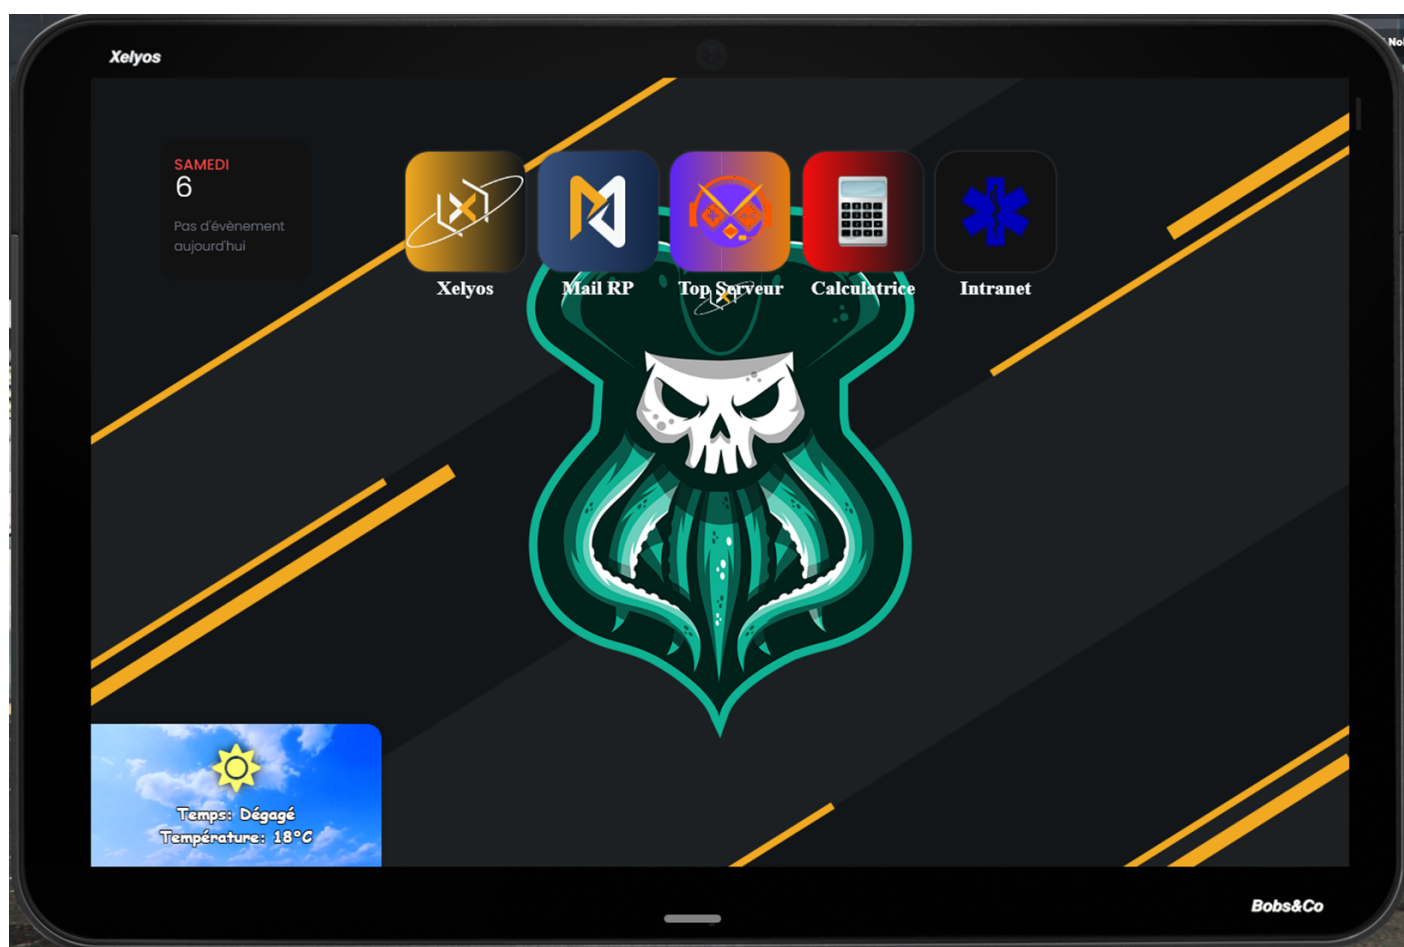 Nol
Xelyos
SAMEDI
6
Pas d'évènement
aujourd'hui
Xelyos
Mail RP
Top Serveur
Calculatrice
Intranet
Temps: Dégagé
Température: 18°C
Bobs&Co